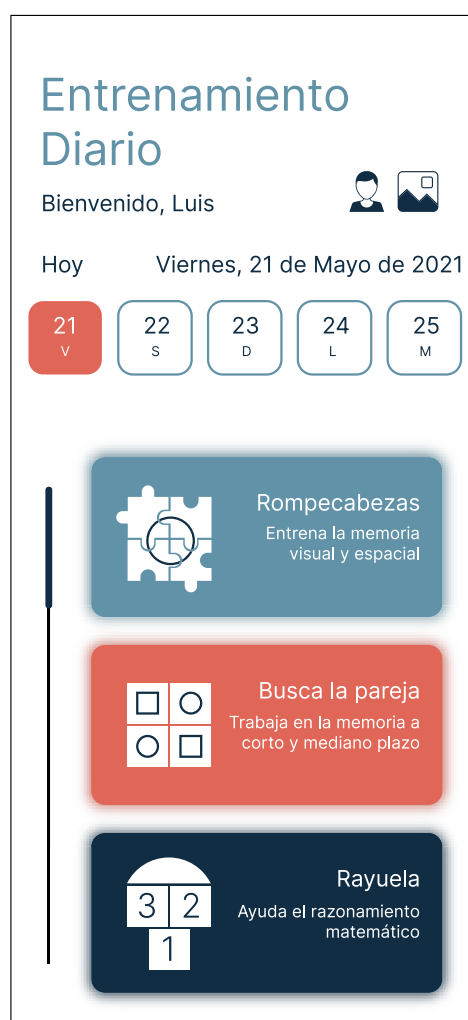 Entrenamiento
Diario
Bienvenido, Luis
Hoy Viernes, 21 de Mayo de 2021
21 22 23 24 25
V S D L M
Rompecabezas
Entrena la memoria
visual y espacial
Busca la pareja
Trabaja en la memoria a
corto y mediano plazo
Rayuela
3 2
Ayuda el razonamiento
matemático
1